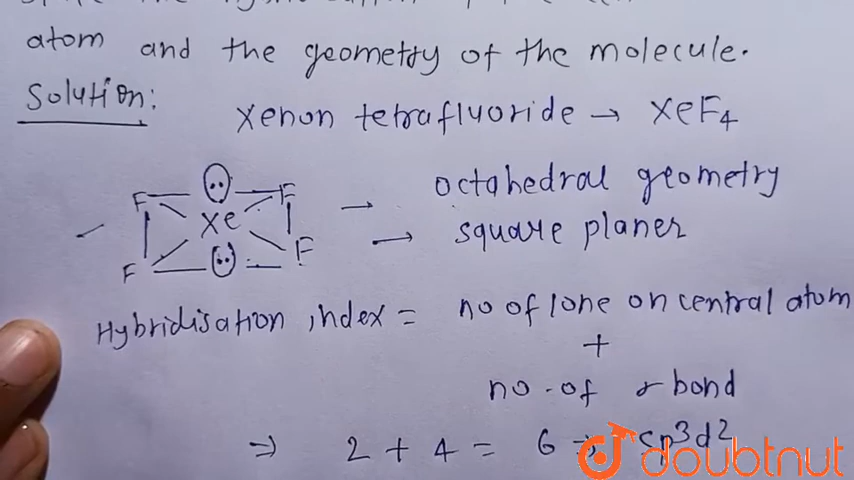 atom and the geometry of the molecule.
Solution:
Xenon tetrafluoride → XeF4
F F
Xe
F F
→ octahedral geometry
→ square planer
Hybridisation index = no of lone on central atom
+
no. of σ bond
⇒ 2 + 4 = 6 → sp³d²
doubtnut